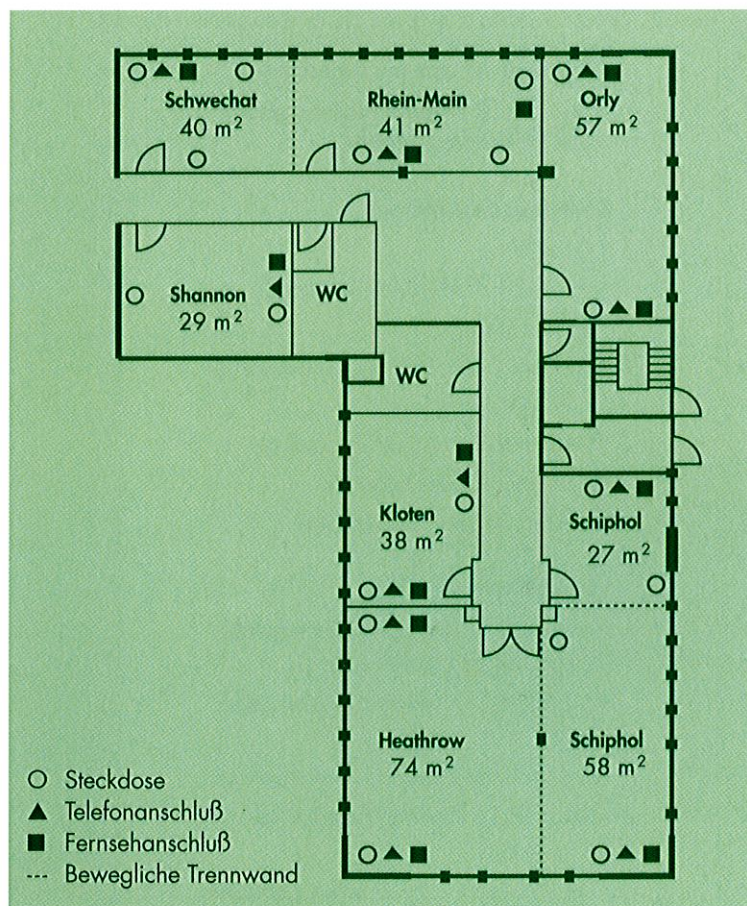 Schwechat
40 m²
Rhein-Main
41 m²
Orly
57 m²
Shannon
29 m²
WC
WC
Kloten
38 m²
Schiphol
27 m²
Heathrow
74 m²
Schiphol
58 m²
Steckdose
Telefonanschluß
Fernsehanschluß
Bewegliche Trennwand